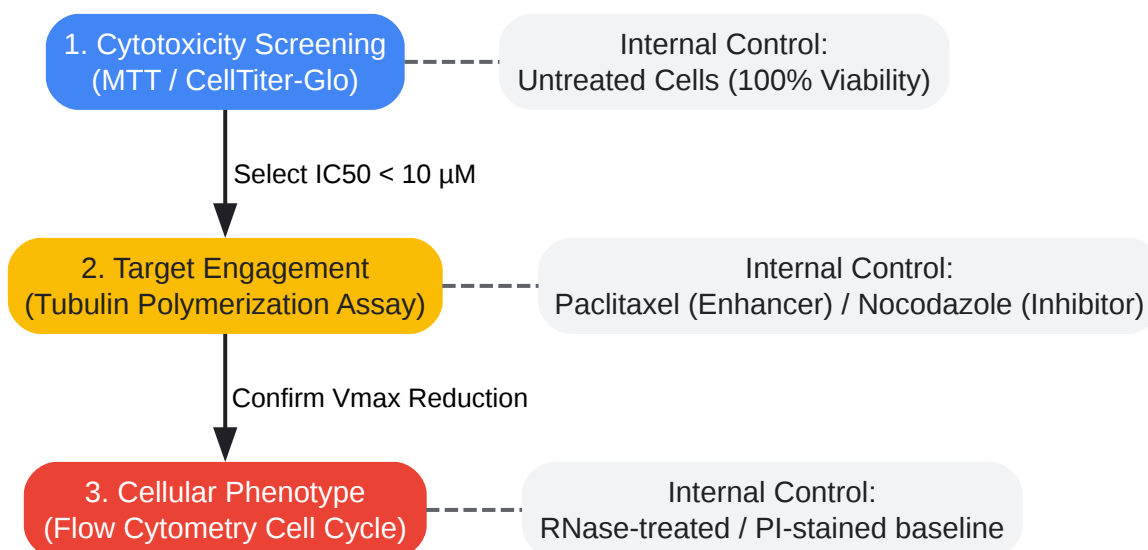 1. Cytotoxicity Screening
(MTT / CellTiter-Glo)
Internal Control:
Untreated Cells (100% Viability)
Select IC50 < 10 µM
2. Target Engagement
(Tubulin Polymerization Assay)
Internal Control:
Paclitaxel (Enhancer) / Nocodazole (Inhibitor)
Confirm Vmax Reduction
3. Cellular Phenotype
(Flow Cytometry Cell Cycle)
Internal Control:
RNase-treated / PI-stained baseline